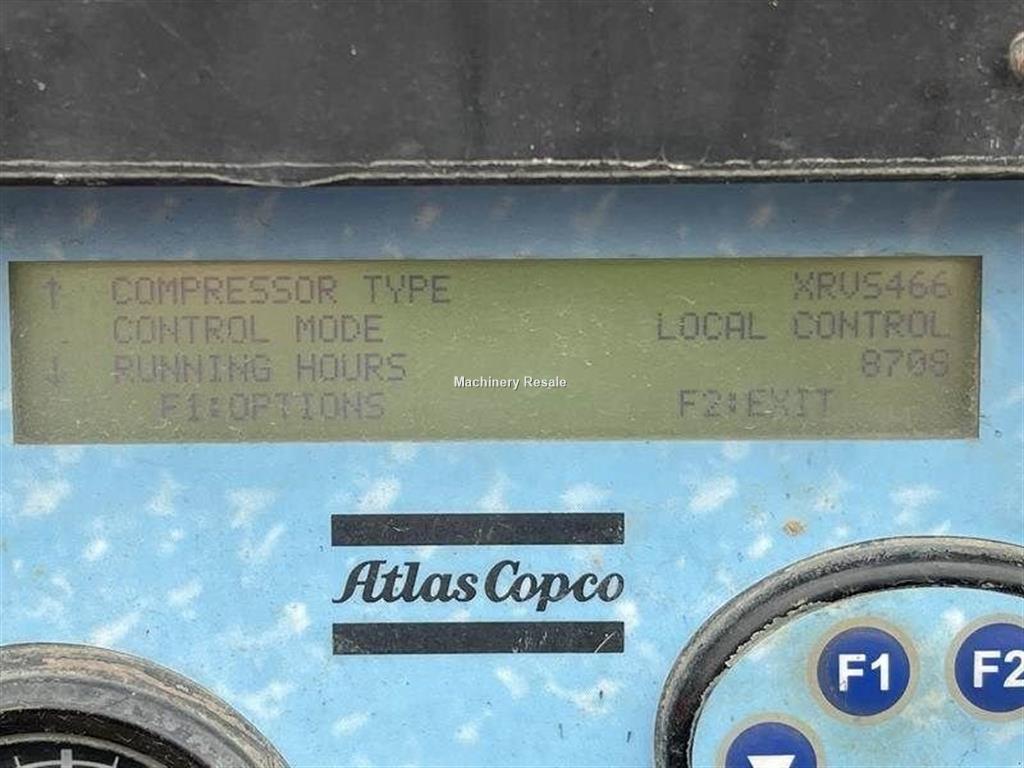 ↑ COMPRESSOR TYPE XRVS466
CONTROL MODE LOCAL CONTROL
↓ RUNNING HOURS 8708
F1:OPTIONS F2:EXIT
Machinery Resale
Atlas Copco
F1 F2